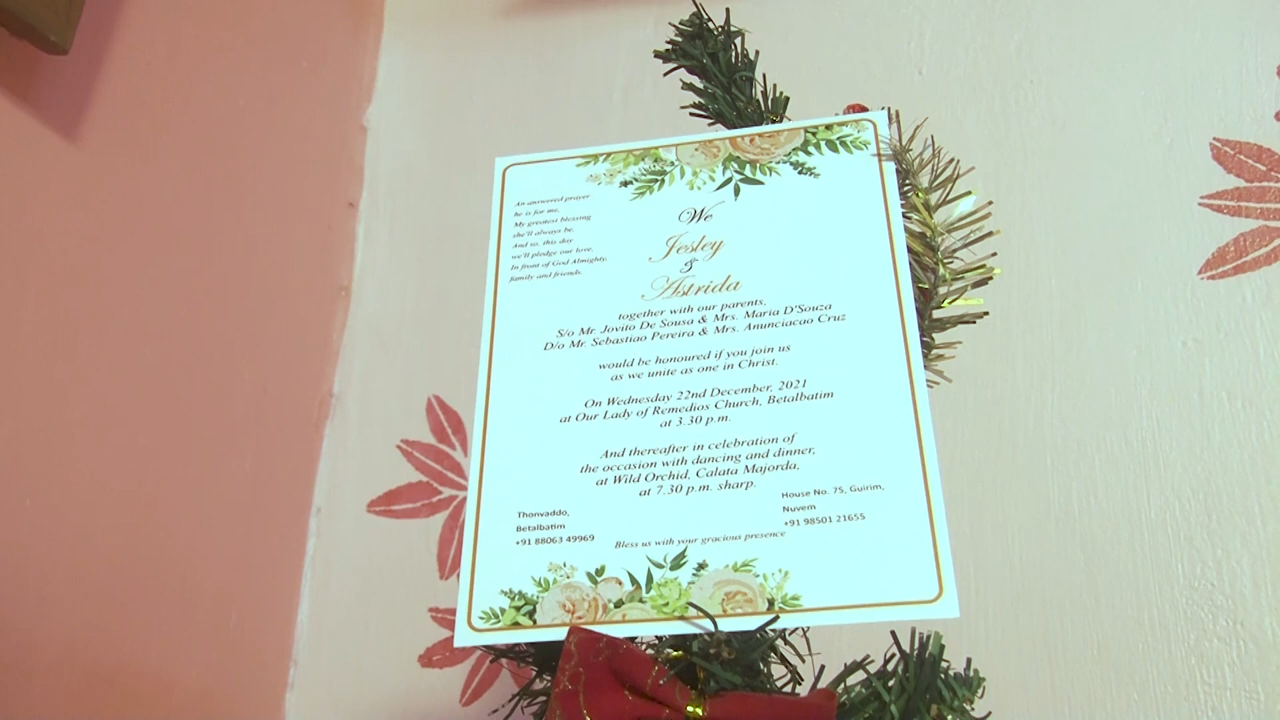 An answered prayer
he is for me,
My greatest blessing
she'll always be.
And so, this day
we'll pledge our love,
In front of God Almighty,
family and friends.
We
Jesley
&
Astrida
together with our parents,
S/o Mr. Jovito De Sousa & Mrs. Maria D'Souza
D/o Mr. Sebastiao Pereira & Mrs. Anunciacao Cruz
would be honoured if you join us
as we unite as one in Christ.
On Wednesday 22nd December, 2021
at Our Lady of Remedios Church, Betalbatim
at 3.30 p.m.
And thereafter in celebration of
the occasion with dancing and dinner,
at Wild Orchid, Calata Majorda,
at 7.30 p.m. sharp.
Thonvaddo,
Betalbatim
+91 88063 49969
House No. 75, Guirim,
Nuvem
+91 98501 21655
Bless us with your gracious presence